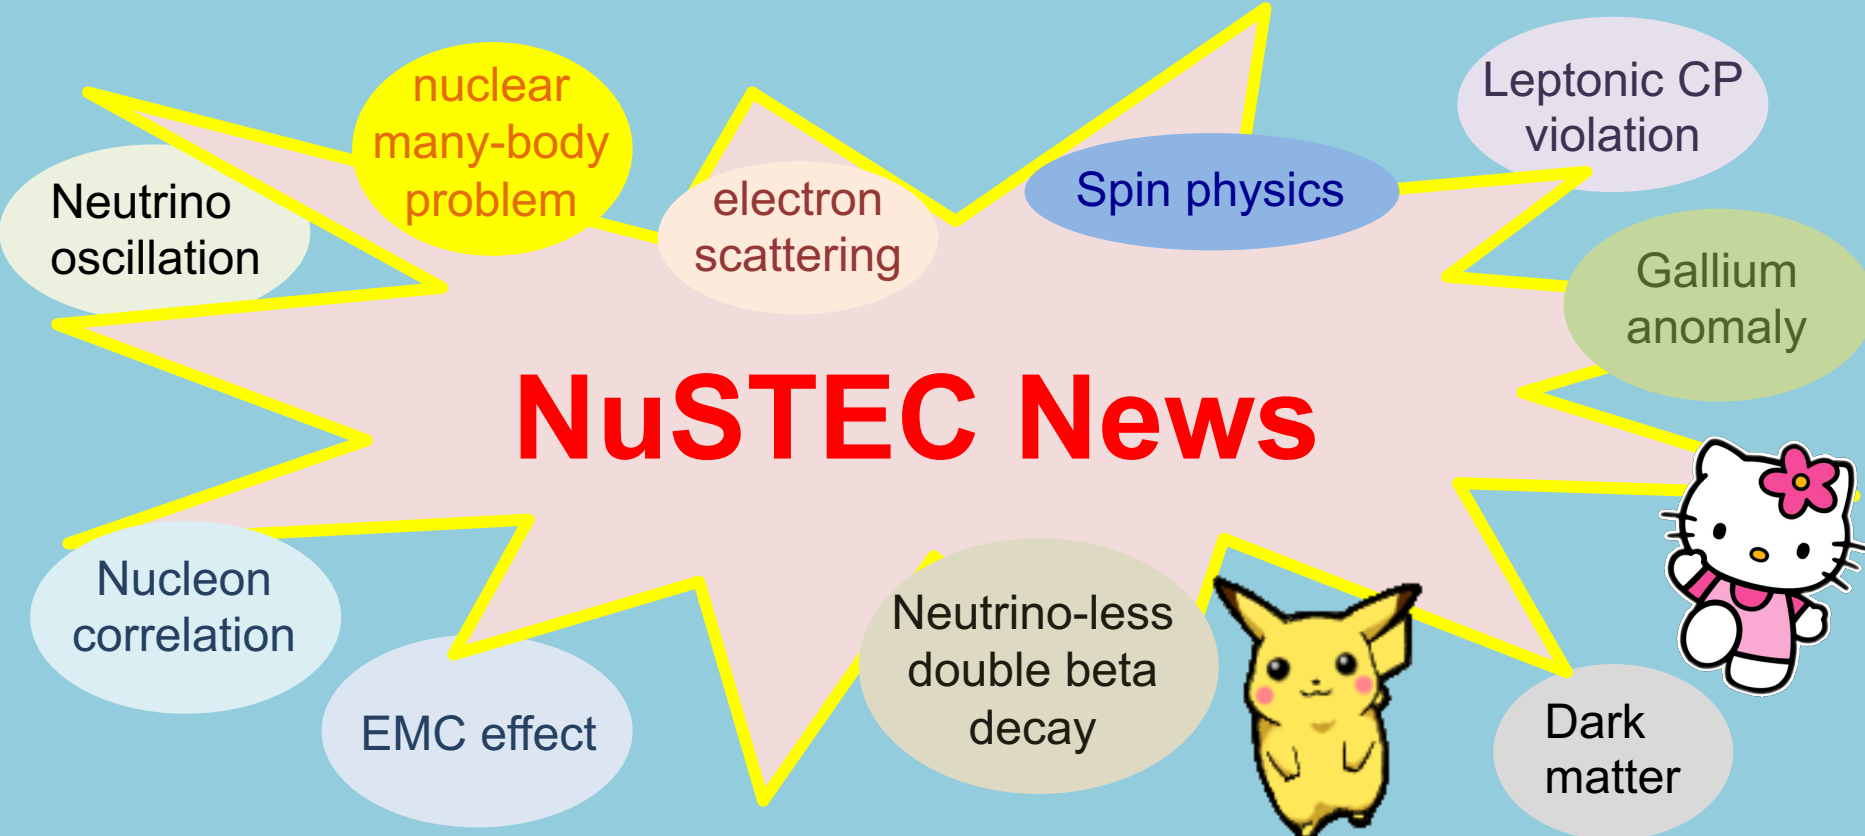 nuclear
many-body
problem
Leptonic CP
violation
Neutrino
oscillation
electron
scattering
Spin physics
Gallium
anomaly
NuSTEC News
Nucleon
correlation
EMC effect
Neutrino-less
double beta
decay
Dark
matter